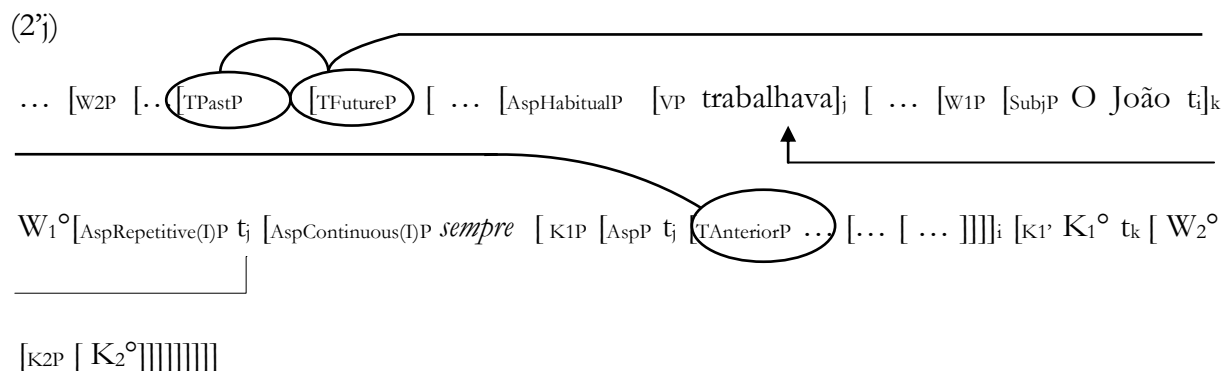 (2’j)
… [W2P [...[TPastP [TFutureP [ … [AspHabitualP [VP trabalhava]j [ … [W1P [SubjP O João ti]k
W1°[AspRepetitive(I)P tj [AspContinuous(I)P sempre [ K1P [AspP tj [TAnteriorP … [… [ … ]]]]i [K1’ K1° tk [ W2°
[K2P [ K2°]]]]]]]]]